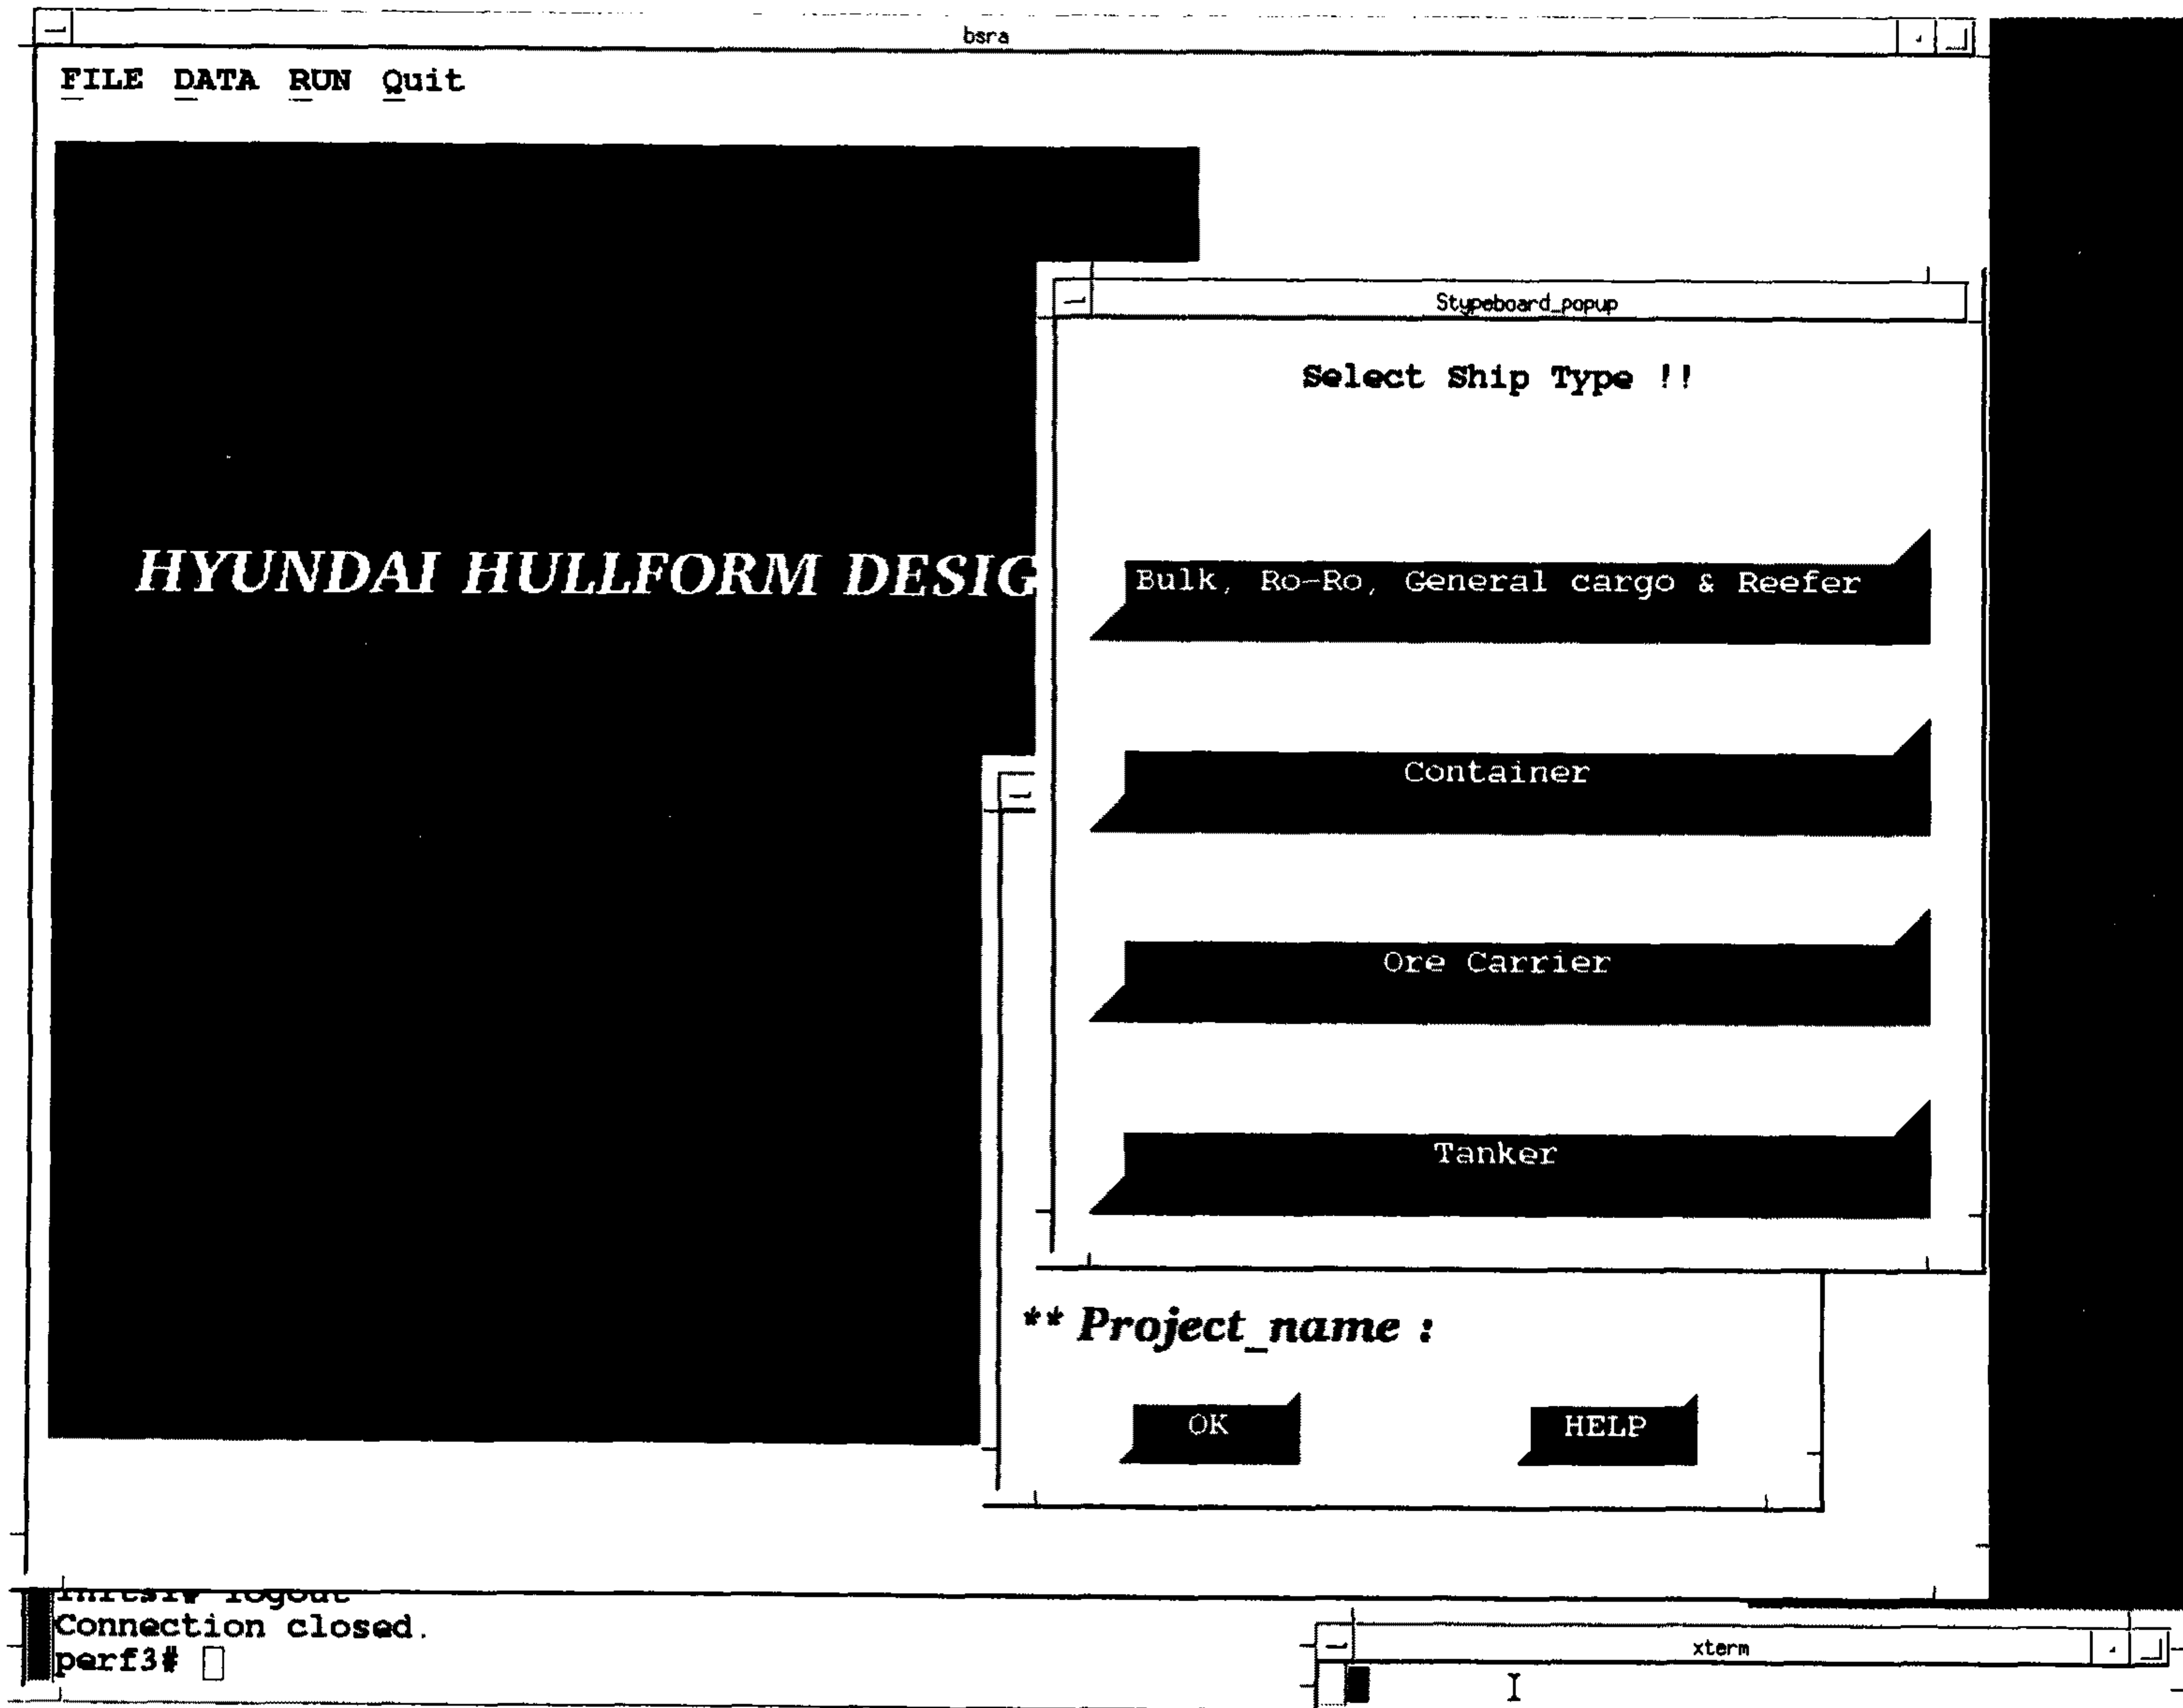 bsra
FILE DATA RUN Quit
Stypeboard_popup
Select Ship Type !!
HYUNDAI HULLFORM DESIG
Bulk, Ro-Ro, General cargo & Reefer
Container
Ore Carrier
Tanker
** Project_name :
OK HELP
logout
Connection closed.
perf3#
xterm